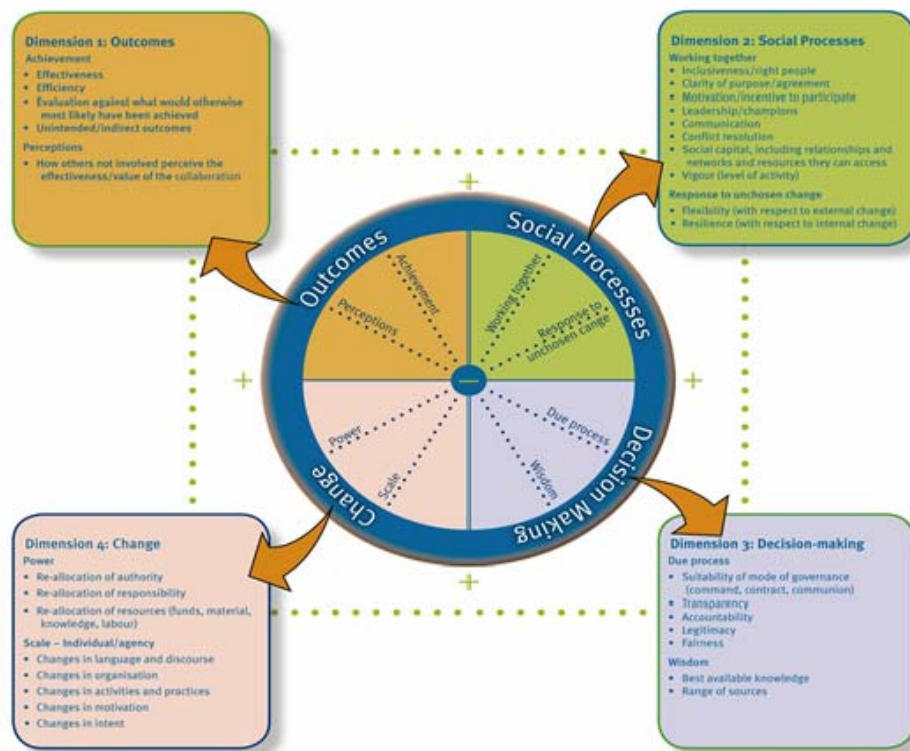 Dimension 1: Outcomes
Achievement
• Effectiveness
• Efficiency
• Evaluation against what would otherwise
most likely have been achieved
• Unintended/indirect outcomes
Perceptions
• How others not involved perceive the
effectiveness/value of the collaboration
Dimension 2: Social Processes
Working together
• Inclusiveness/right people
• Clarity of purpose/agreement
• Motivation/incentive to participate
• Leadership/champions
• Communication
• Conflict resolution
• Social capital, including relationships and
networks and resources they can access
• Vigour (level of activity)
Response to unchosen change
• Flexibility (with respect to external change)
• Resilience (with respect to internal change)
+
Outcomes
Social Processses
Achievement
Perceptions
Working together
Response to
unchosen cange
+
–
+
Power
Scale
Due process
Wisdom
Change
Decision Making
+
Dimension 4: Change
Power
• Re-allocation of authority
• Re-allocation of responsibility
• Re-allocation of resources (funds, material,
knowledge, labour)
Scale – Individual/agency
• Changes in language and discourse
• Changes in organisation
• Changes in activities and practices
• Changes in motivation
• Changes in intent
Dimension 3: Decision-making
Due process
• Suitability of mode of governance
(command, contract, communion)
• Transparency
• Accountability
• Legitimacy
• Fairness
Wisdom
• Best available knowledge
• Range of sources